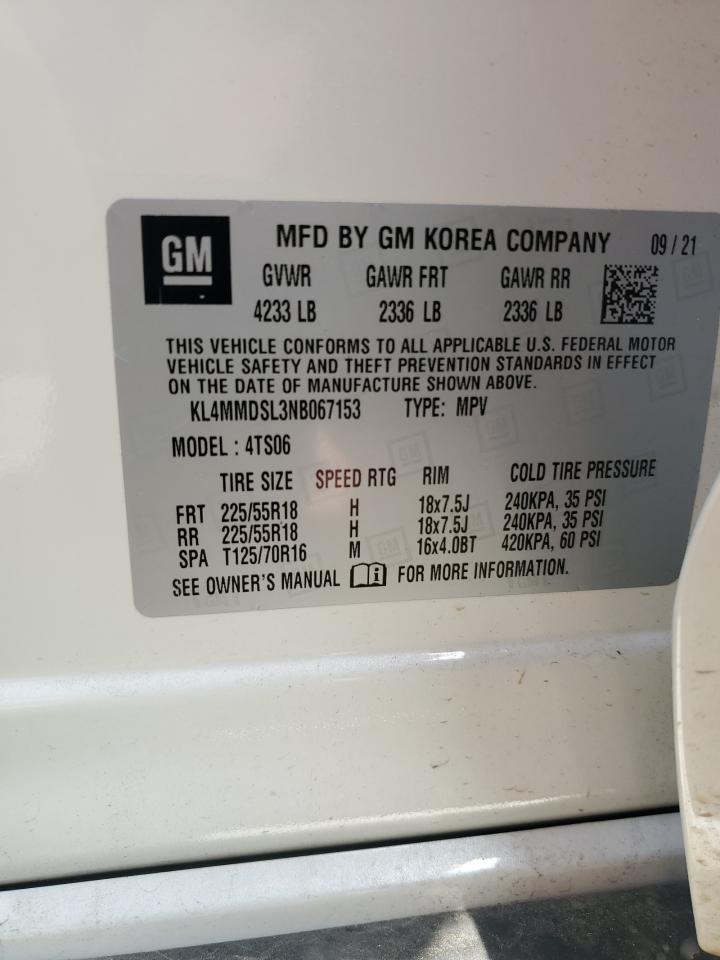 GM
MFD BY GM KOREA COMPANY 09 / 21
GVWR GAWR FRT GAWR RR
4233 LB 2336 LB 2336 LB
THIS VEHICLE CONFORMS TO ALL APPLICABLE U.S. FEDERAL MOTOR
VEHICLE SAFETY AND THEFT PREVENTION STANDARDS IN EFFECT
ON THE DATE OF MANUFACTURE SHOWN ABOVE.
KL4MMDSL3NB067153 TYPE: MPV
MODEL : 4TS06
TIRE SIZE SPEED RTG RIM COLD TIRE PRESSURE
FRT 225/55R18 H 18x7.5J 240KPA, 35 PSI
RR 225/55R18 H 18x7.5J 240KPA, 35 PSI
SPA T125/70R16 M 16x4.0BT 420KPA, 60 PSI
SEE OWNER'S MANUAL FOR MORE INFORMATION.